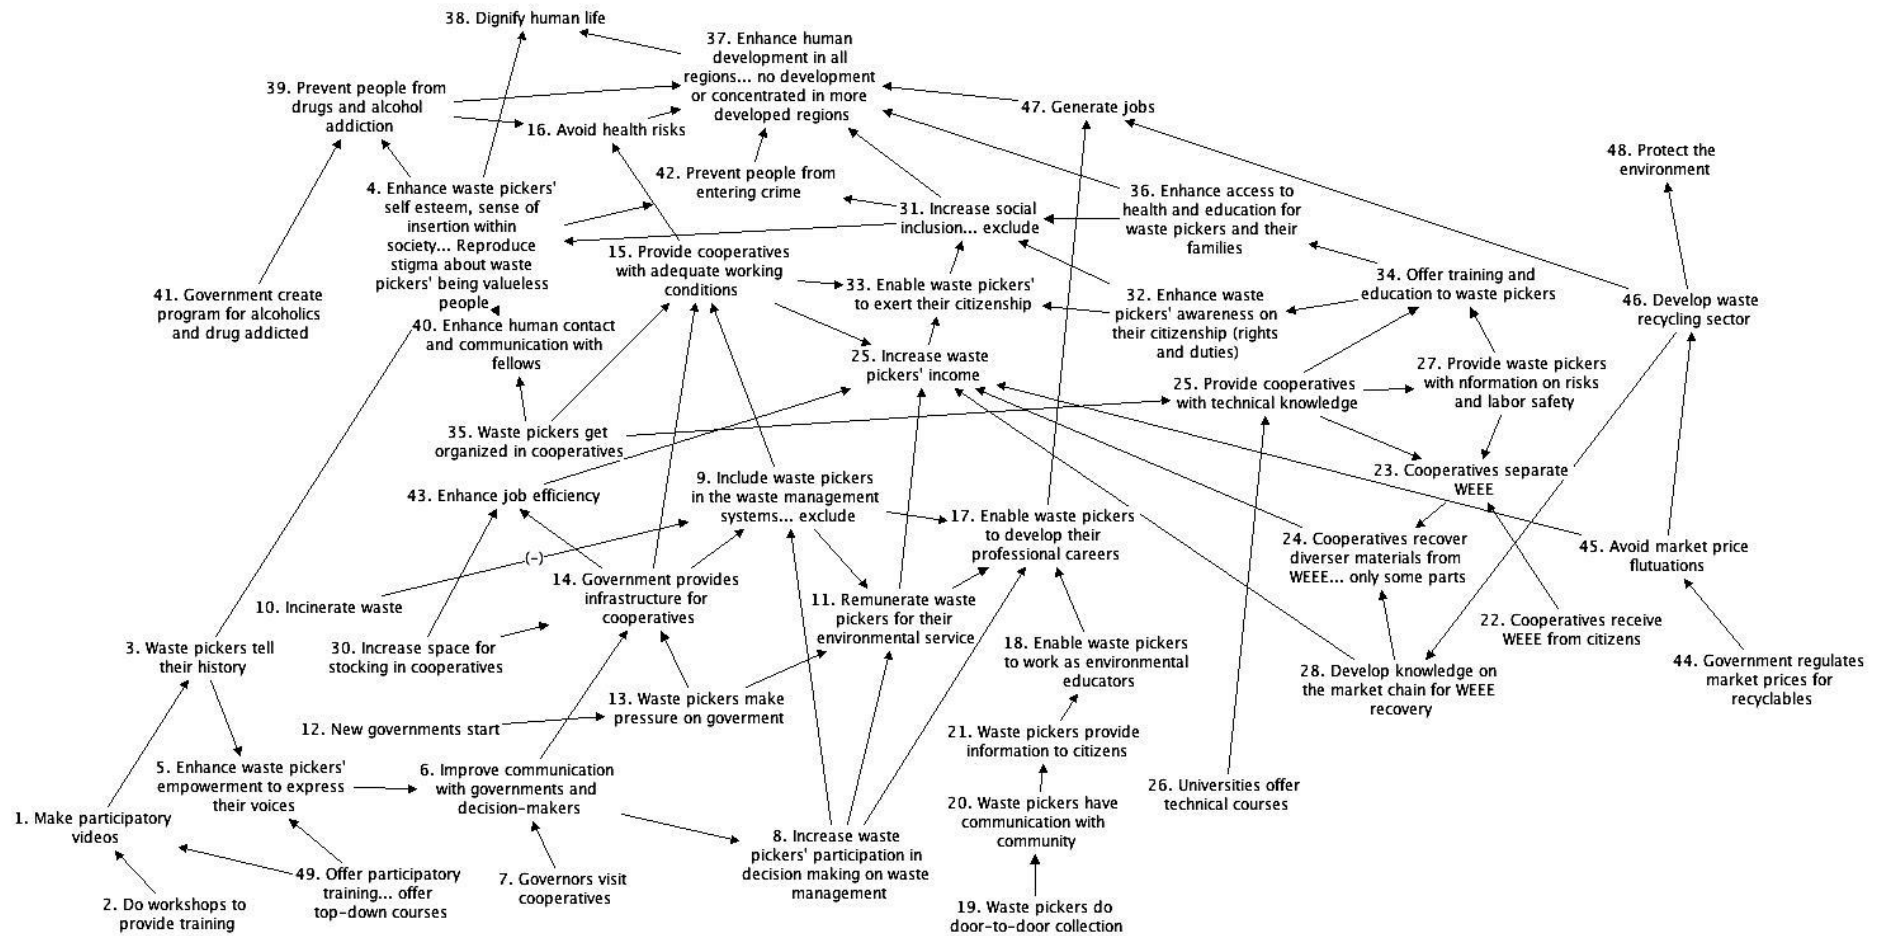 38. Dignify human life
37. Enhance human
development in all
regions... no development
or concentrated in more
developed regions
39. Prevent people from
drugs and alcohol
addiction
16. Avoid health risks
47. Generate jobs
48. Protect the
environment
42. Prevent people from
entering crime
4. Enhance waste pickers'
self esteem, sense of
insertion within
society... Reproduce
stigma about waste
pickers' being valueless
people
36. Enhance access to
health and education for
waste pickers and their
families
31. Increase social
inclusion... exclude
15. Provide cooperatives
with adequate working
conditions
33. Enable waste pickers'
to exert their citizenship
32. Enhance waste
pickers' awareness on
their citizenship (rights
and duties)
34. Offer training and
education to waste pickers
46. Develop waste
recycling sector
41. Government create
program for alcoholics
and drug addicted
40. Enhance human contact
and communication with
fellows
25. Increase waste
pickers' income
25. Provide cooperatives
with technical knowledge
27. Provide waste pickers
with nformation on risks
and labor safety
35. Waste pickers get
organized in cooperatives
23. Cooperatives separate
WEEE
43. Enhance job efficiency
9. Include waste pickers
in the waste management
systems... exclude
17. Enable waste pickers
to develop their
professional careers
24. Cooperatives recover
diverser materials from
WEEE... only some parts
45. Avoid market price
flutuations
(-)
14. Government provides
infrastructure for
cooperatives
10. Incinerate waste
11. Remunerate waste
pickers for their
environmental service
22. Cooperatives receive
WEEE from citizens
3. Waste pickers tell
their history
30. Increase space for
stocking in cooperatives
18. Enable waste pickers
to work as environmental
educators
28. Develop knowledge on
the market chain for WEEE
recovery
44. Government regulates
market prices for
recyclables
13. Waste pickers make
pressure on goverment
12. New governments start
21. Waste pickers provide
information to citizens
5. Enhance waste pickers'
empowerment to express
their voices
6. Improve communication
with governments and
decision-makers
26. Universities offer
technical courses
1. Make participatory
videos
20. Waste pickers have
communication with
community
8. Increase waste
pickers' participation in
decision making on waste
management
49. Offer participatory
training... offer
top-down courses
7. Governors visit
cooperatives
2. Do workshops to
provide training
19. Waste pickers do
door-to-door collection